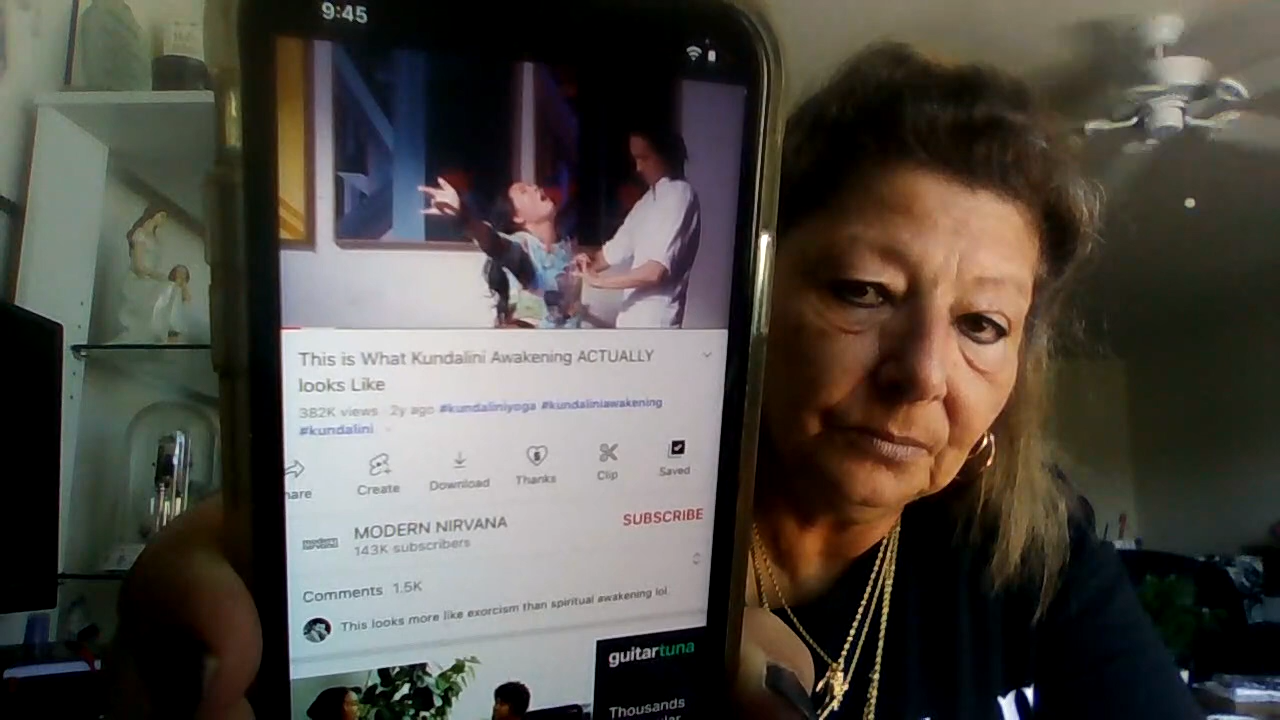 9:45
This is What Kundalini Awakening ACTUALLY
looks Like
382K views 2y ago #kundaliniyoga #kundaliniawakening
#kundalini
hare Create Download Thanks Clip Saved
MODERN NIRVANA SUBSCRIBE
143K subscribers
Comments 1.5K
This looks more like exorcism than spiritual awakening lol
guitartuna
Thousands